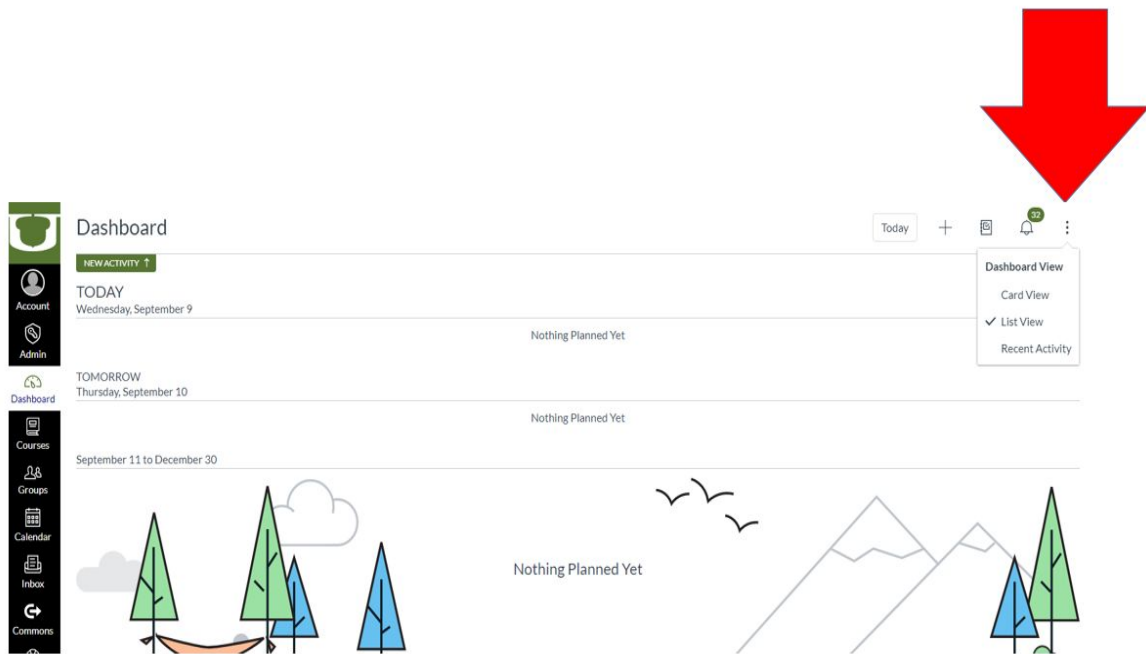 Dashboard
Today
32
NEW ACTIVITY ↑
TODAY
Wednesday, September 9
Nothing Planned Yet
TOMORROW
Thursday, September 10
Nothing Planned Yet
September 11 to December 30
Nothing Planned Yet
Dashboard View
Card View
✓ List View
Recent Activity
Account
Admin
Dashboard
Courses
Groups
Calendar
Inbox
Commons